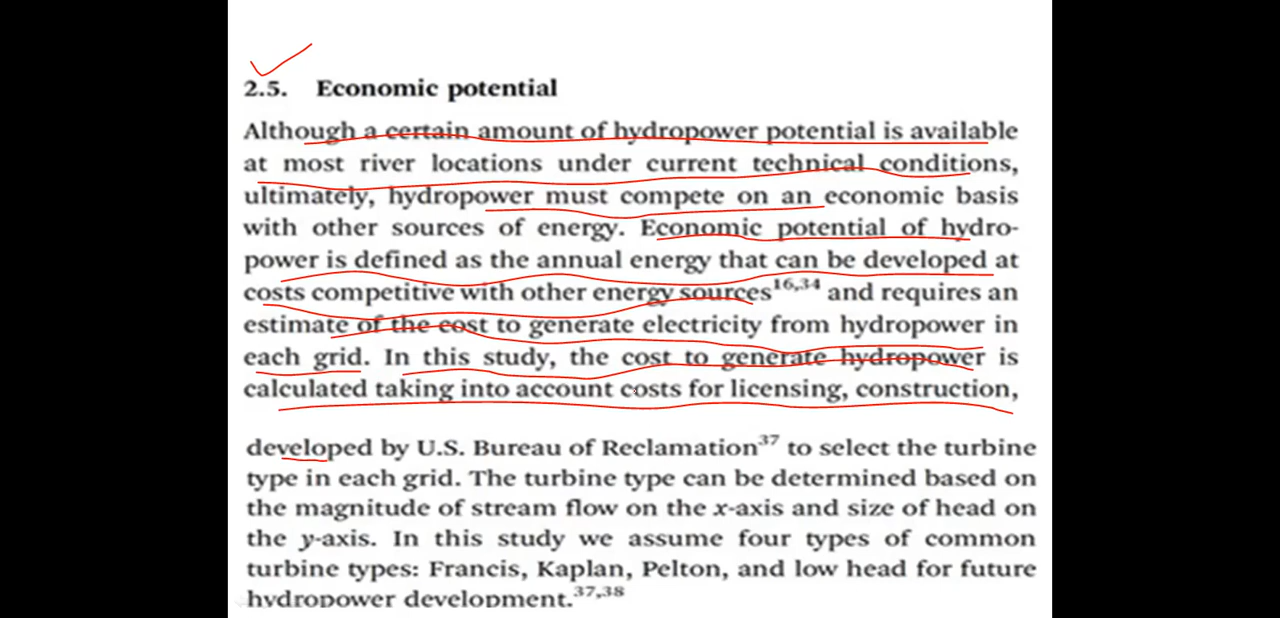 2.5. Economic potential
Although a certain amount of hydropower potential is available
at most river locations under current technical conditions,
ultimately, hydropower must compete on an economic basis
with other sources of energy. Economic potential of hydro-
power is defined as the annual energy that can be developed at
costs competitive with other energy sources16,34 and requires an
estimate of the cost to generate electricity from hydropower in
each grid. In this study, the cost to generate hydropower is
calculated taking into account costs for licensing, construction,
developed by U.S. Bureau of Reclamation37 to select the turbine
type in each grid. The turbine type can be determined based on
the magnitude of stream flow on the x-axis and size of head on
the y-axis. In this study we assume four types of common
turbine types: Francis, Kaplan, Pelton, and low head for future
hydropower development.37,38